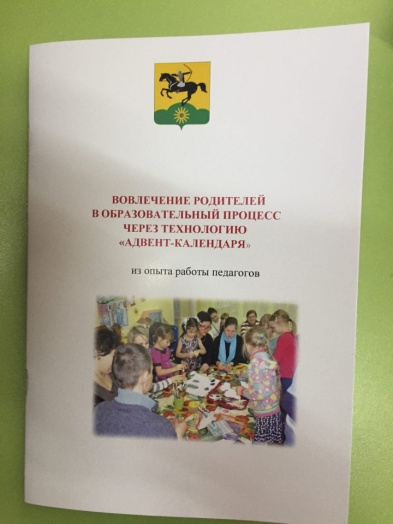 ВОВЛЕЧЕНИЕ РОДИТЕЛЕЙ
В ОБРАЗОВАТЕЛЬНЫЙ ПРОЦЕСС
ЧЕРЕЗ ТЕХНОЛОГИЮ
«АДВЕНТ-КАЛЕНДАРЯ»
из опыта работы педагогов